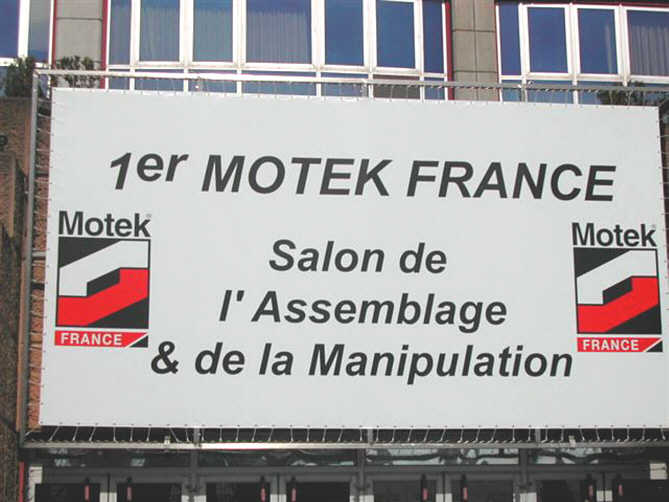 1er MOTEK FRANCE
Motek®
FRANCE
Salon de
l' Assemblage
& de la Manipulation
Motek®
FRANCE